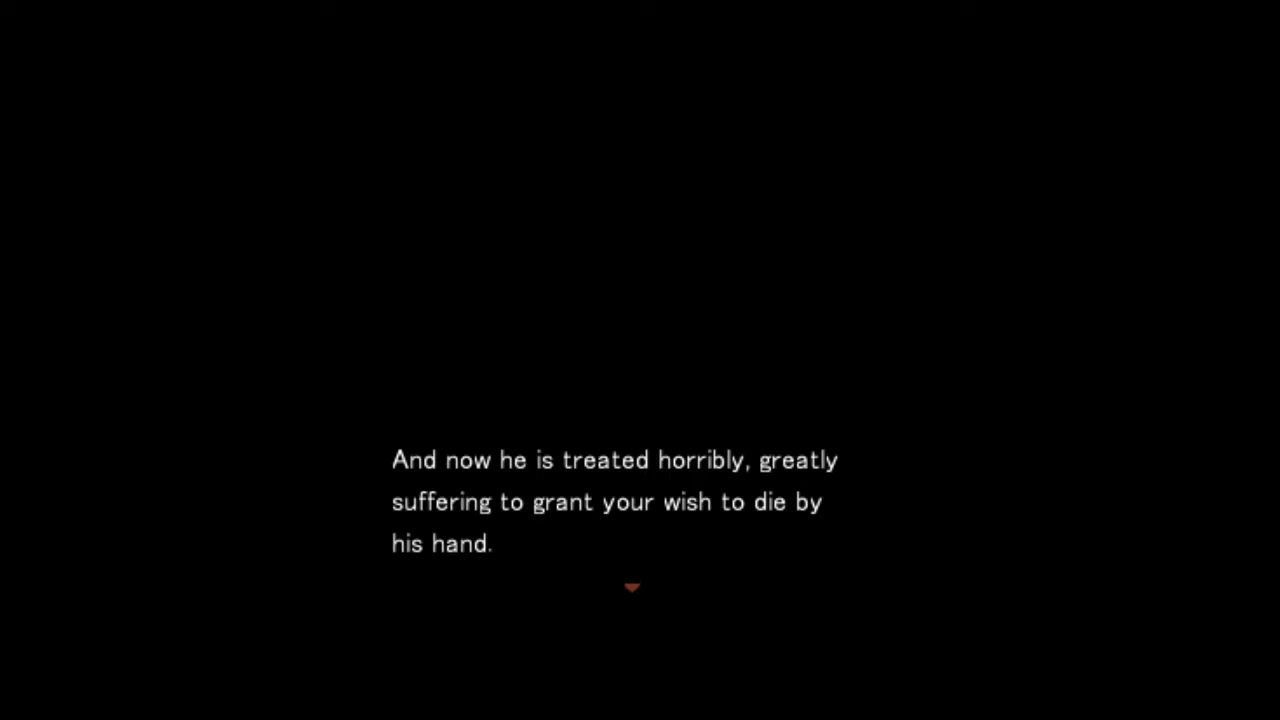 And now he is treated horribly, greatly
suffering to grant your wish to die by
his hand.